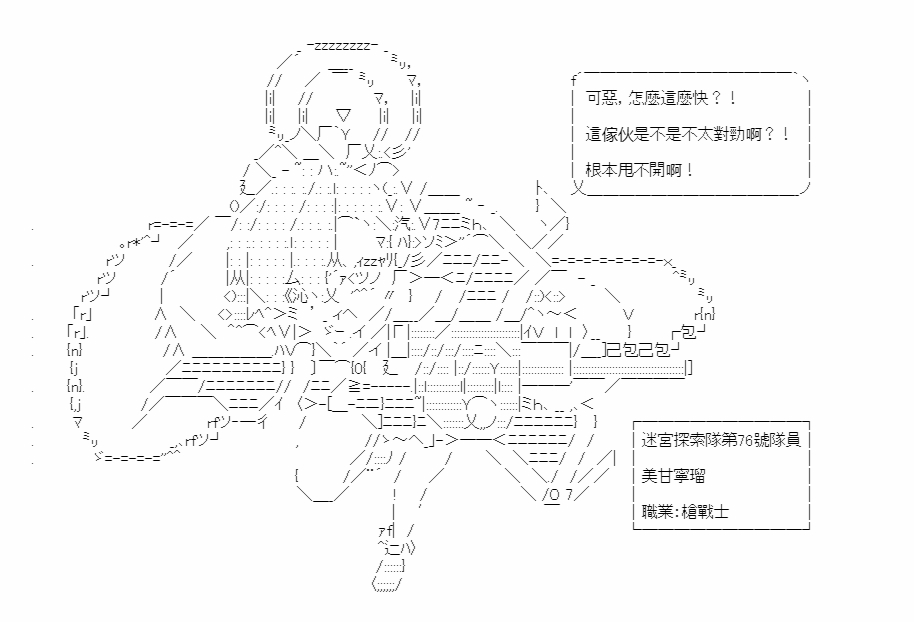 可惡，怎麼這麼快？！
這傢伙是不是不太對勁啊？！
根本甩不開啊！
迷宮探索隊第76號隊員
美甘寧瑠
職業：槍戰士